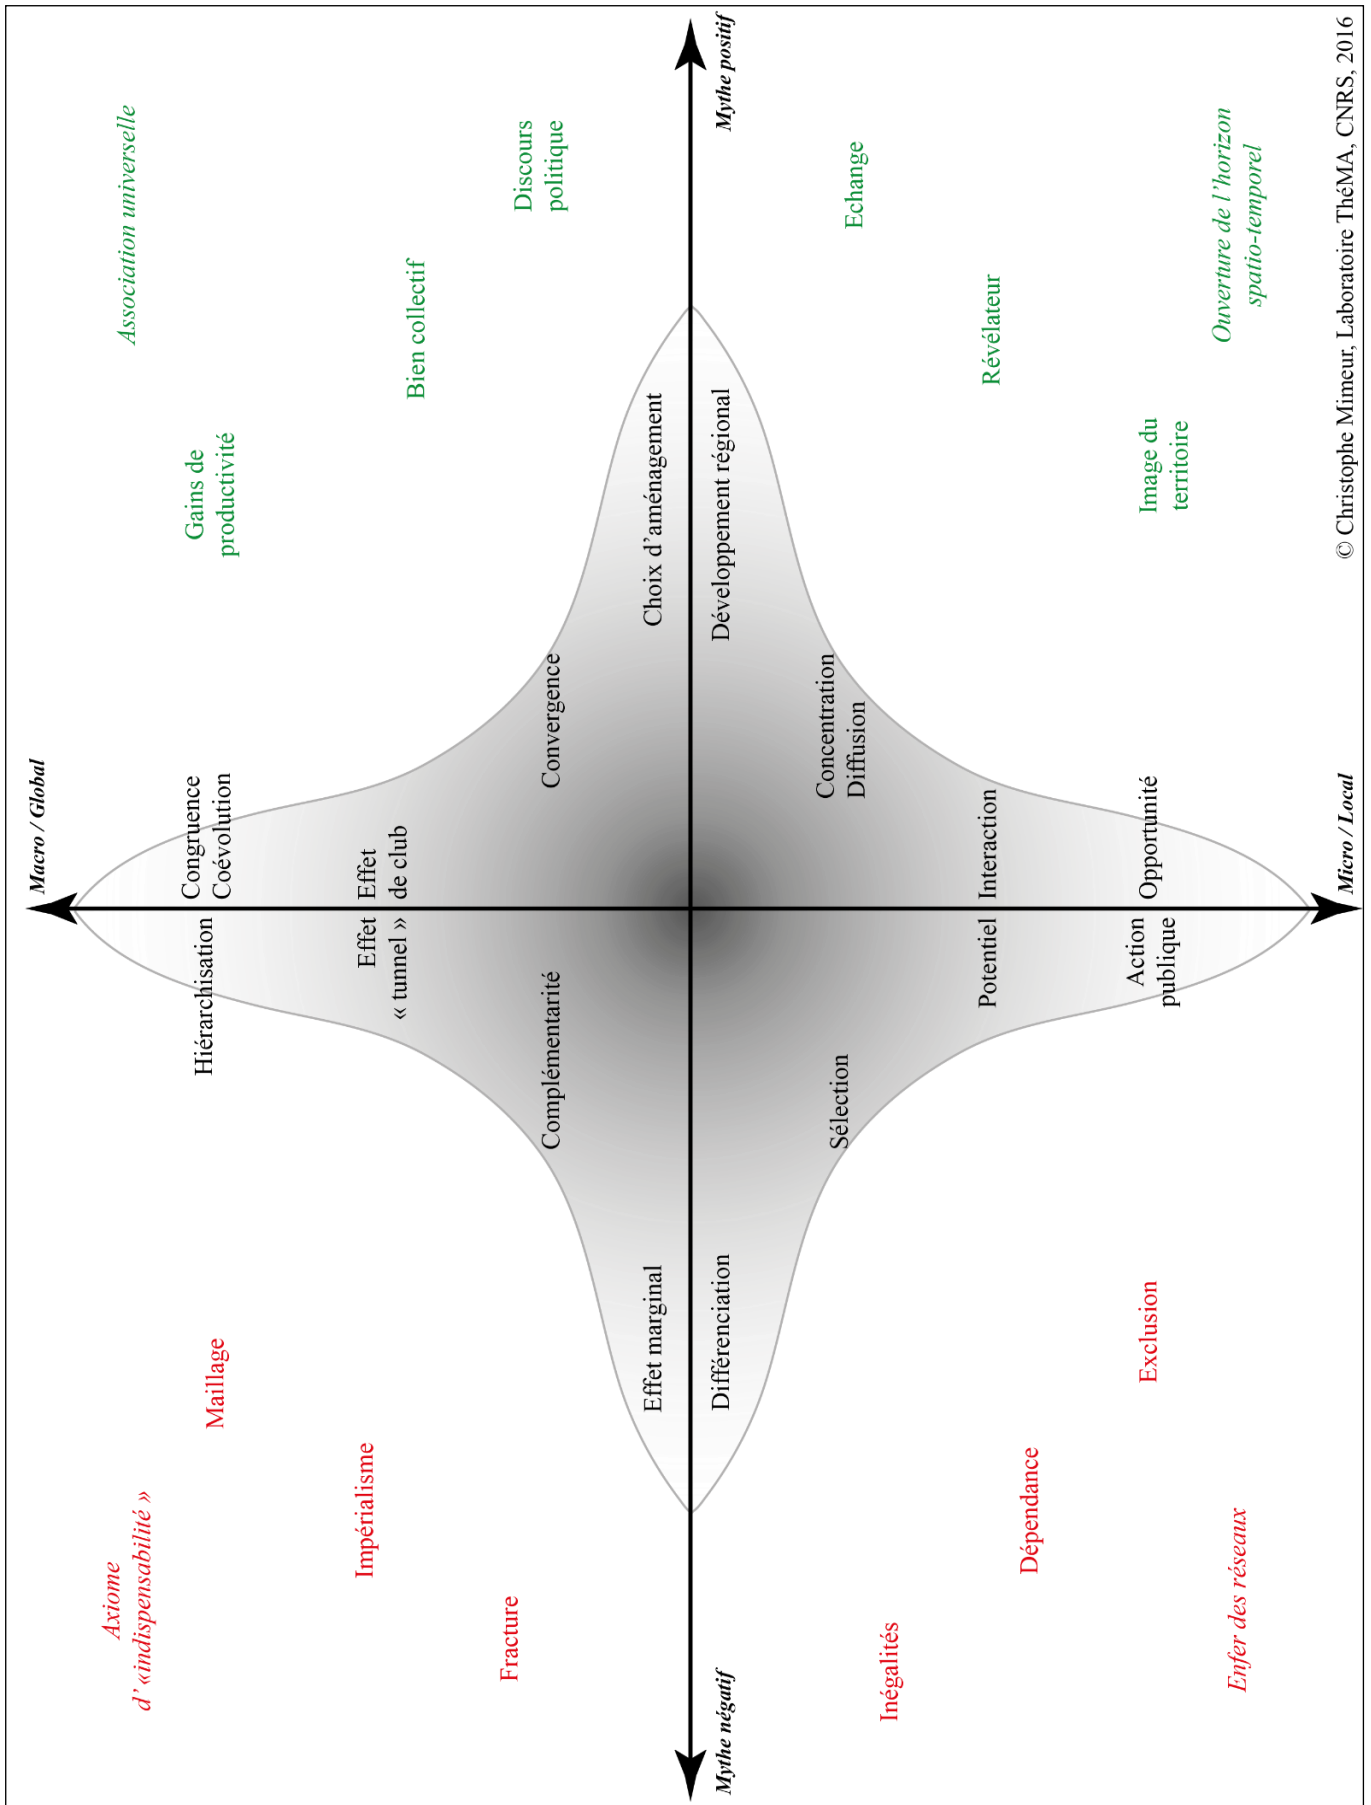 Macro / Global
Axiome
d’ «indispensabilité »
Association universelle
Maillage
Hiérarchisation
Congruence
Coévolution
Gains de
productivité
Impérialisme
Effet
« tunnel »
Effet
de club
Bien collectif
Fracture
Complémentarité
Convergence
Discours
politique
Effet marginal
Choix d’aménagement
Mythe négatif
Mythe positif
Différenciation
Développement régional
Inégalités
Sélection
Concentration
Diffusion
Echange
Dépendance
Potentiel
Interaction
Révélateur
Exclusion
Action
publique
Opportunité
Image du
territoire
Enfer des réseaux
Ouverture de l’horizon
spatio-temporel
Micro / Local
© Christophe Mimeur, Laboratoire ThéMA, CNRS, 2016